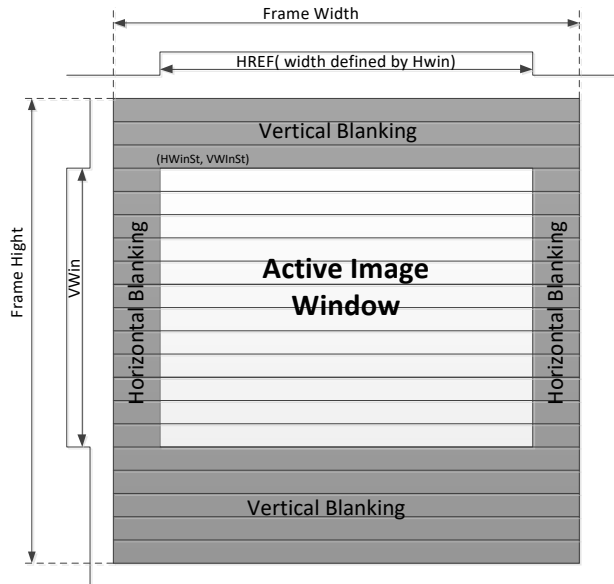 Frame Width
HREF( width defined by Hwin)
Vertical Blanking
(HWinSt, VWInSt)
Frame Hight
VWin
Horizontal Blanking
Active Image
Window
Horizontal Blanking
Vertical Blanking